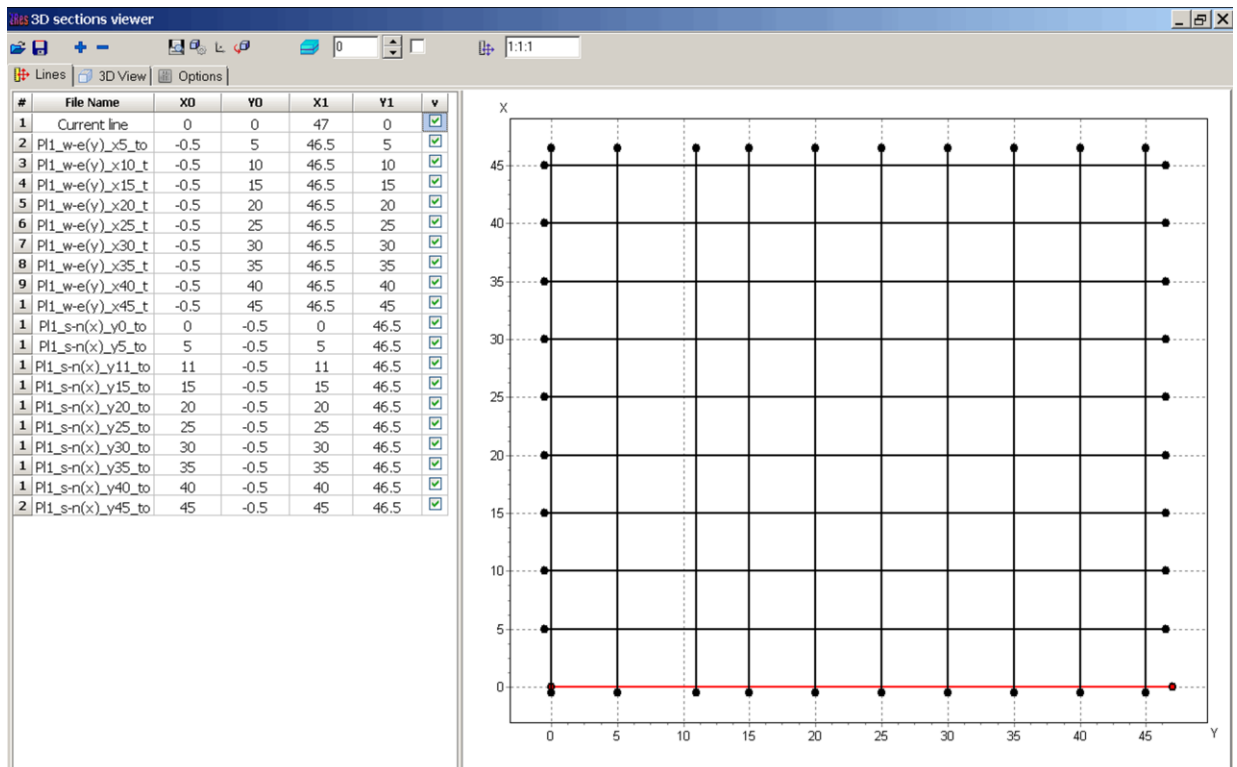 3D sections viewer
0
1:1:1
Lines
3D View
Options
# File Name X0 Y0 X1 Y1 v
1 Current line 0 0 47 0
2 Pl1_w-e(y)_x5_to -0.5 5 46.5 5
3 Pl1_w-e(y)_x10_t -0.5 10 46.5 10
4 Pl1_w-e(y)_x15_t -0.5 15 46.5 15
5 Pl1_w-e(y)_x20_t -0.5 20 46.5 20
6 Pl1_w-e(y)_x25_t -0.5 25 46.5 25
7 Pl1_w-e(y)_x30_t -0.5 30 46.5 30
8 Pl1_w-e(y)_x35_t -0.5 35 46.5 35
9 Pl1_w-e(y)_x40_t -0.5 40 46.5 40
1 Pl1_w-e(y)_x45_t -0.5 45 46.5 45
1 Pl1_s-n(x)_y0_to 0 -0.5 0 46.5
1 Pl1_s-n(x)_y5_to 5 -0.5 5 46.5
1 Pl1_s-n(x)_y11_to 11 -0.5 11 46.5
1 Pl1_s-n(x)_y15_to 15 -0.5 15 46.5
1 Pl1_s-n(x)_y20_to 20 -0.5 20 46.5
1 Pl1_s-n(x)_y25_to 25 -0.5 25 46.5
1 Pl1_s-n(x)_y30_to 30 -0.5 30 46.5
1 Pl1_s-n(x)_y35_to 35 -0.5 35 46.5
1 Pl1_s-n(x)_y40_to 40 -0.5 40 46.5
2 Pl1_s-n(x)_y45_to 45 -0.5 45 46.5
X
45
40
35
30
25
20
15
10
5
0
0 5 10 15 20 25 30 35 40 45 Y